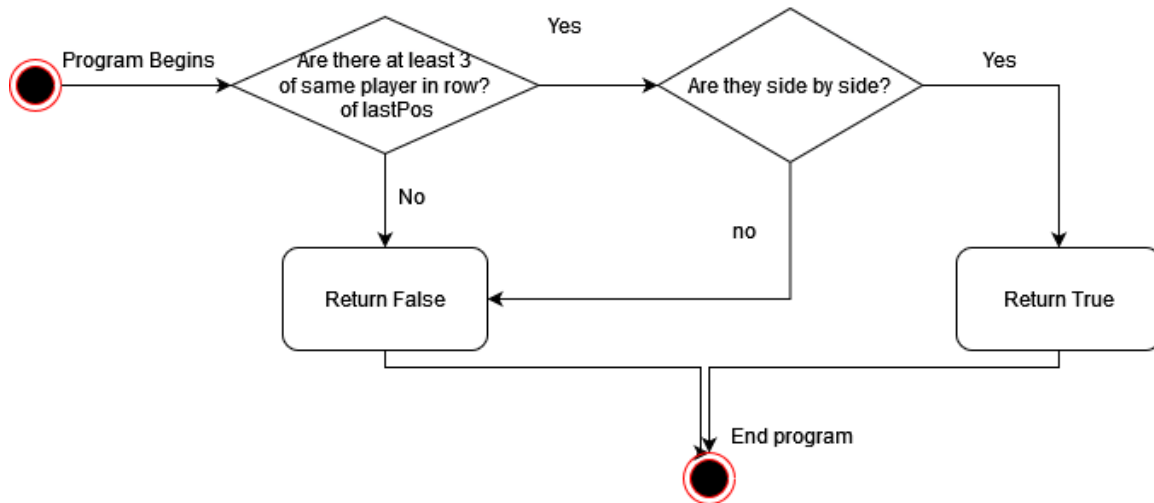 Program Begins
Are there at least 3
of same player in row?
of lastPos
Yes
Are they side by side?
Yes
No
no
Return False
Return True
End program